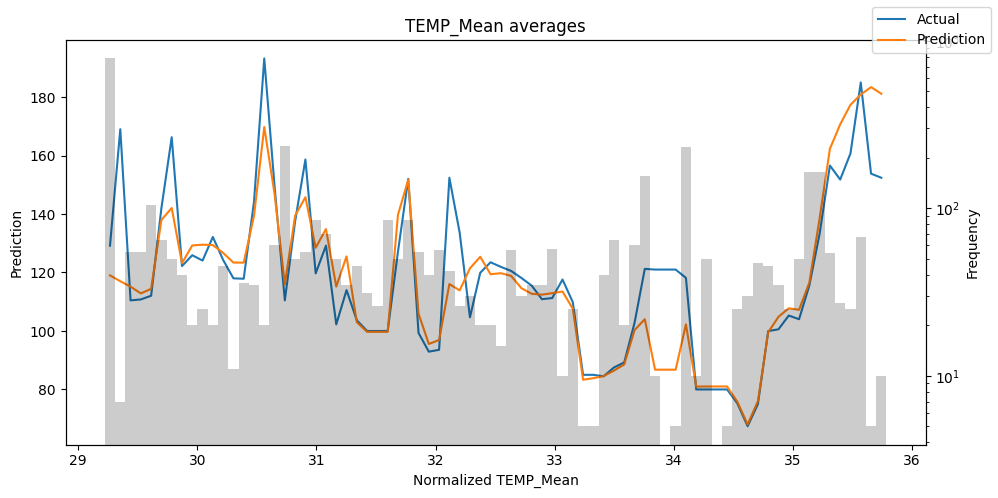 TEMP_Mean averages
Actual
Prediction
180
160
140
120
100
80
Prediction
10²
10¹
Frequency
29
30
31
32
33
34
35
36
Normalized TEMP_Mean